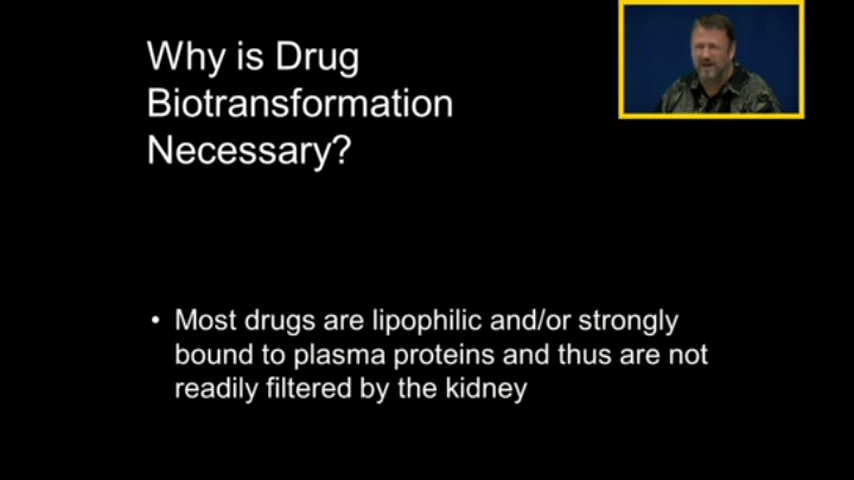 Why is Drug
Biotransformation
Necessary?
• Most drugs are lipophilic and/or strongly
bound to plasma proteins and thus are not
readily filtered by the kidney